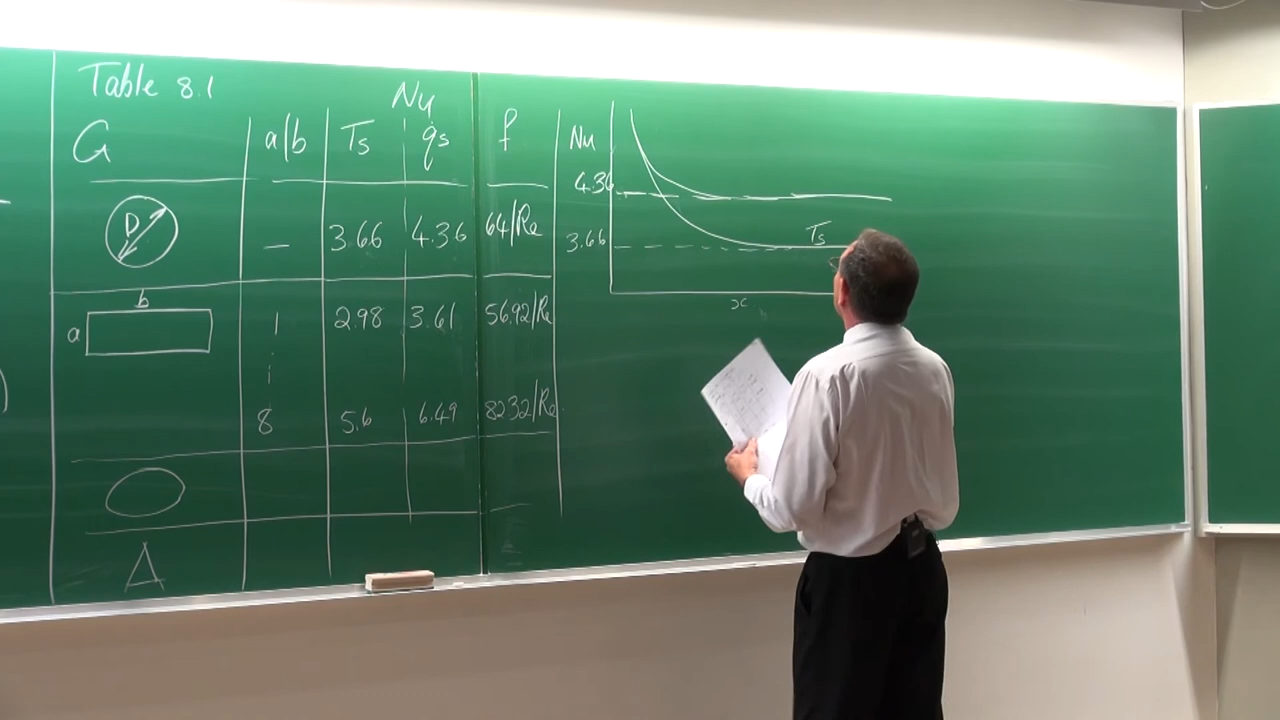 Table 8.1
Nu
G a/b Ts qs f
D — 3.66 4.36 64/Re
b
a 1 2.98 3.61 56.92/Re
8 5.6 6.49 82.32/Re
Nu
4.36
3.66
Ts
x